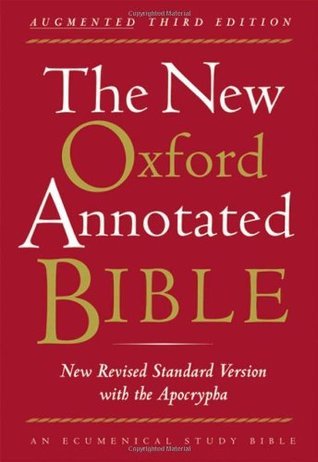 AUGMENTED THIRD EDITION
The New
Oxford
Annotated
BIBLE
New Revised Standard Version
with the Apocrypha
AN ECUMENICAL STUDY BIBLE